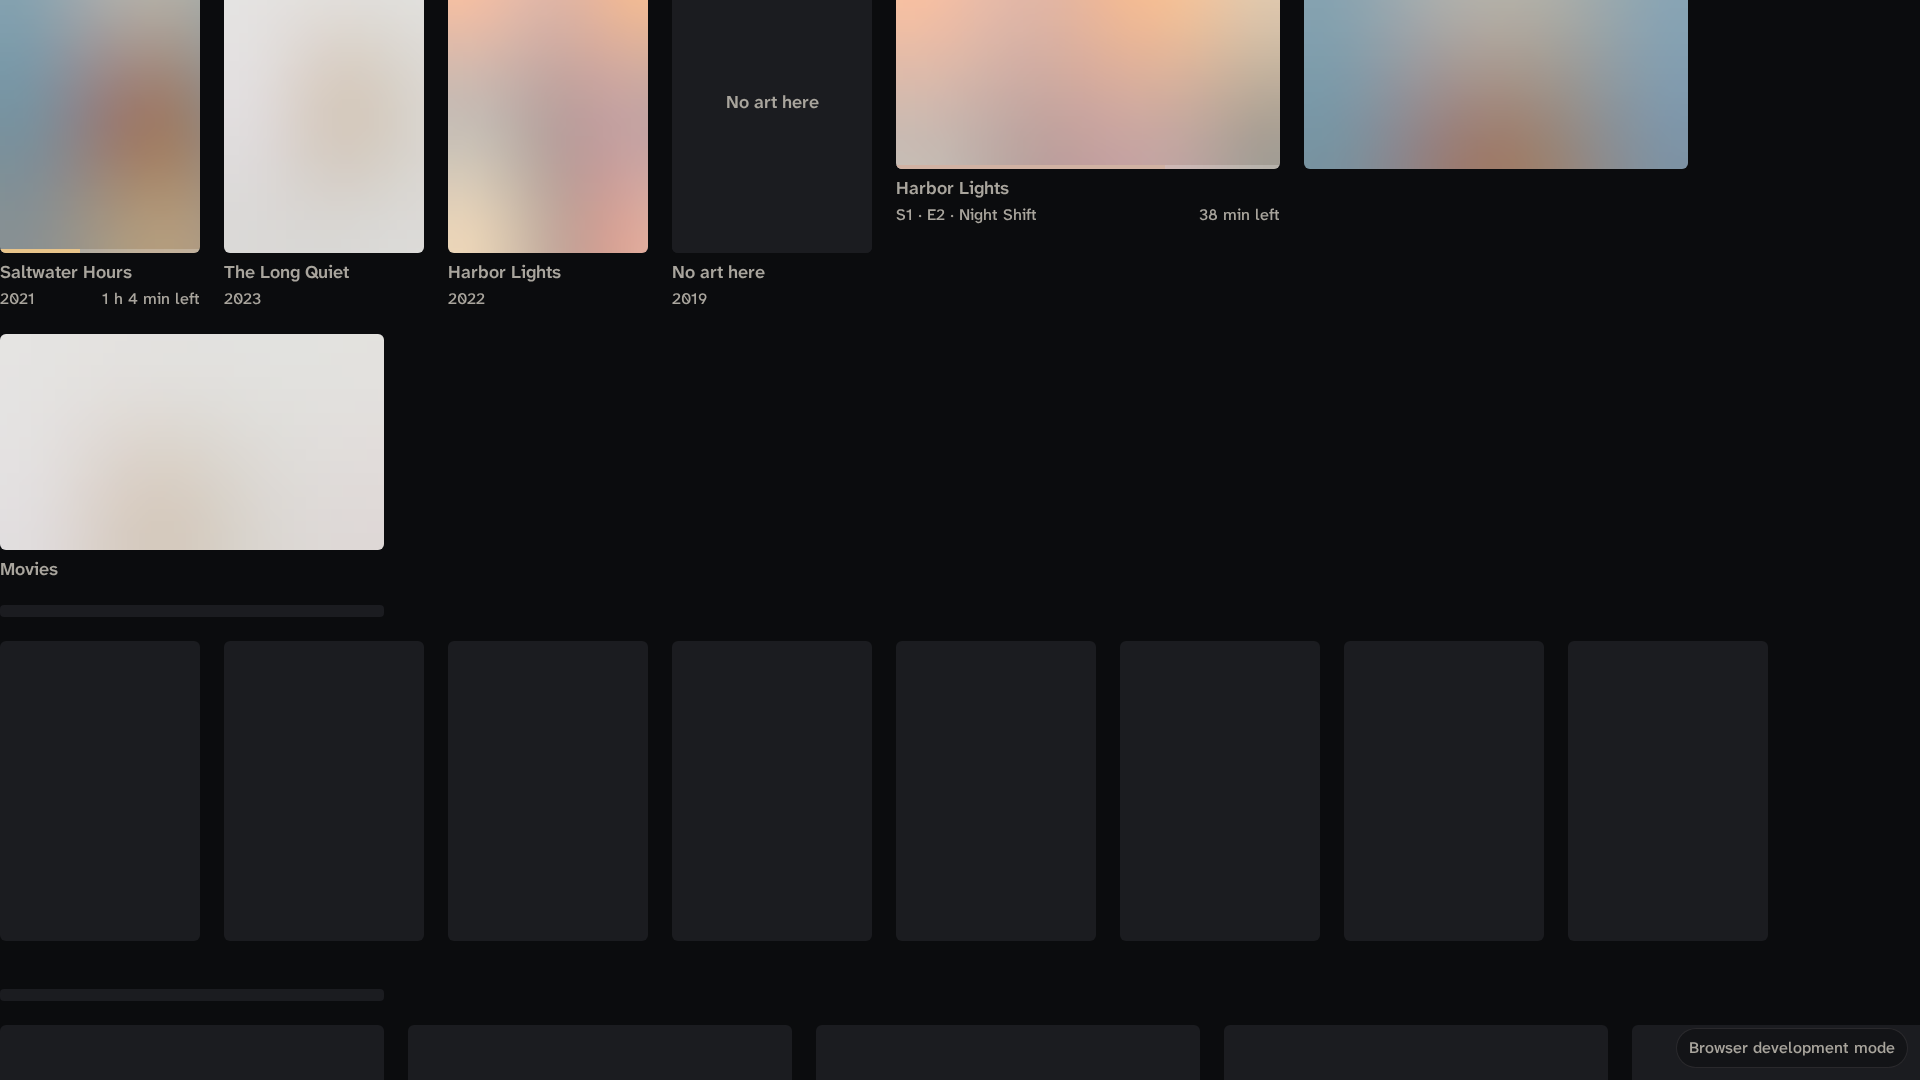 No art here
Harbor Lights
S1 · E2 · Night Shift
38 min left
Saltwater Hours
2021
1 h 4 min left
The Long Quiet
2023
Harbor Lights
2022
No art here
2019
Movies
Browser development mode